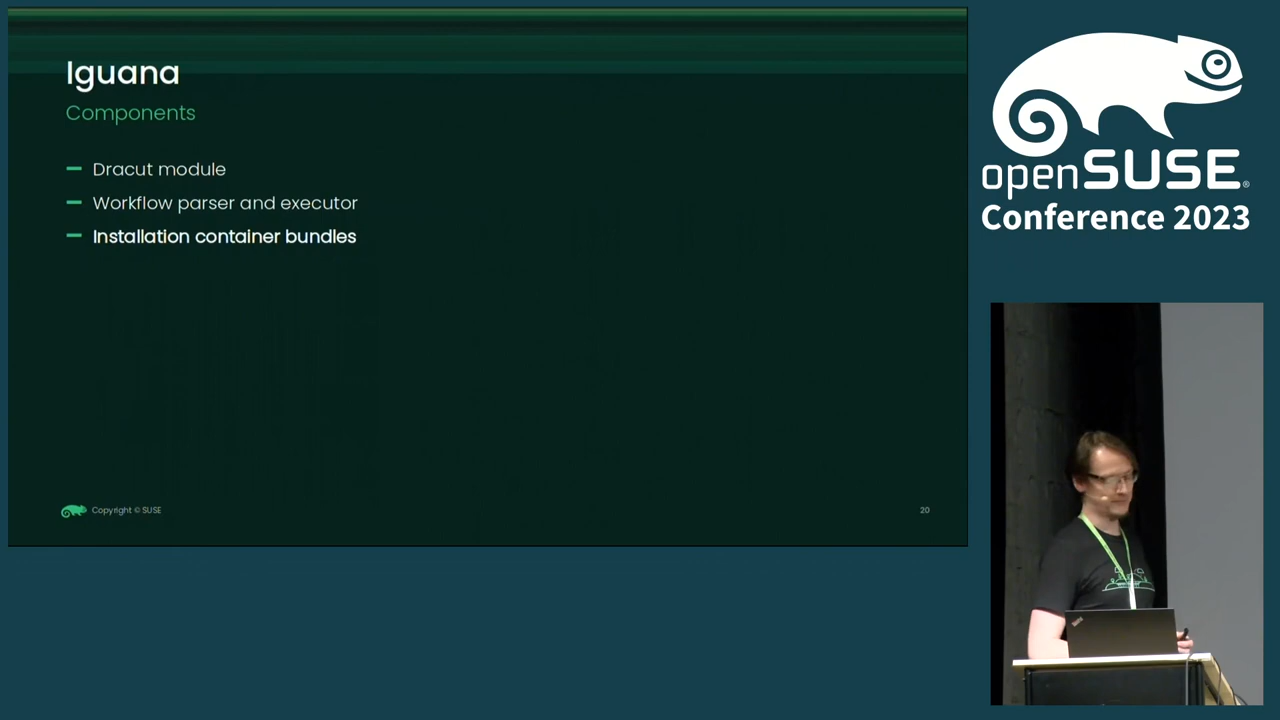 Iguana
Components
Dracut module
Workflow parser and executor
Installation container bundles
Copyright © SUSE
20
openSUSE®
Conference 2023